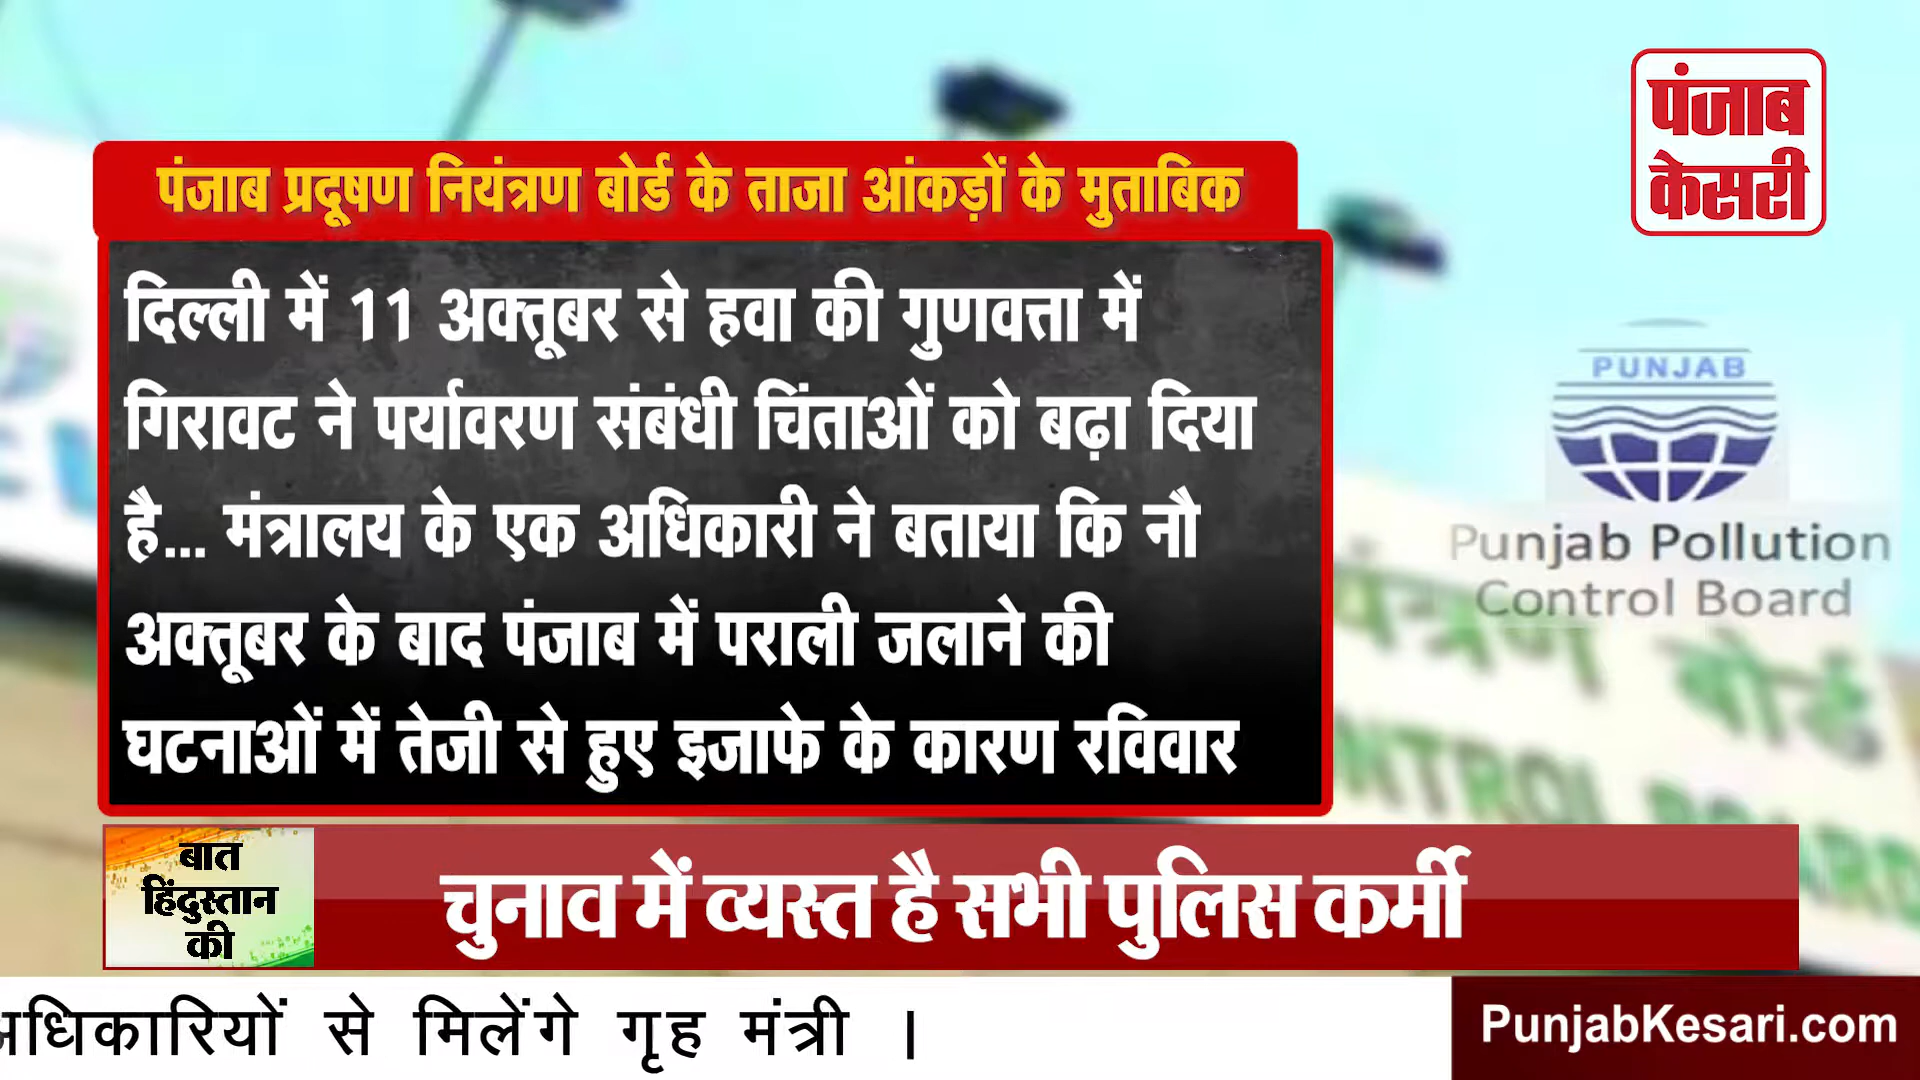 पंजाब
केसरी
पंजाब प्रदूषण नियंत्रण बोर्ड के ताजा आंकड़ों के मुताबिक
दिल्ली में 11 अक्तूबर से हवा की गुणवत्ता में
गिरावट ने पर्यावरण संबंधी चिंताओं को बढ़ा दिया
है... मंत्रालय के एक अधिकारी ने बताया कि नौ
अक्तूबर के बाद पंजाब में पराली जलाने की
घटनाओं में तेजी से हुए इजाफे के कारण रविवार
PUNJAB
Punjab Pollution
Control Board
बात
हिंदुस्तान
की
चुनाव में व्यस्त है सभी पुलिस कर्मी
अधिकारियों से मिलेंगे गृह मंत्री ।
PunjabKesari.com